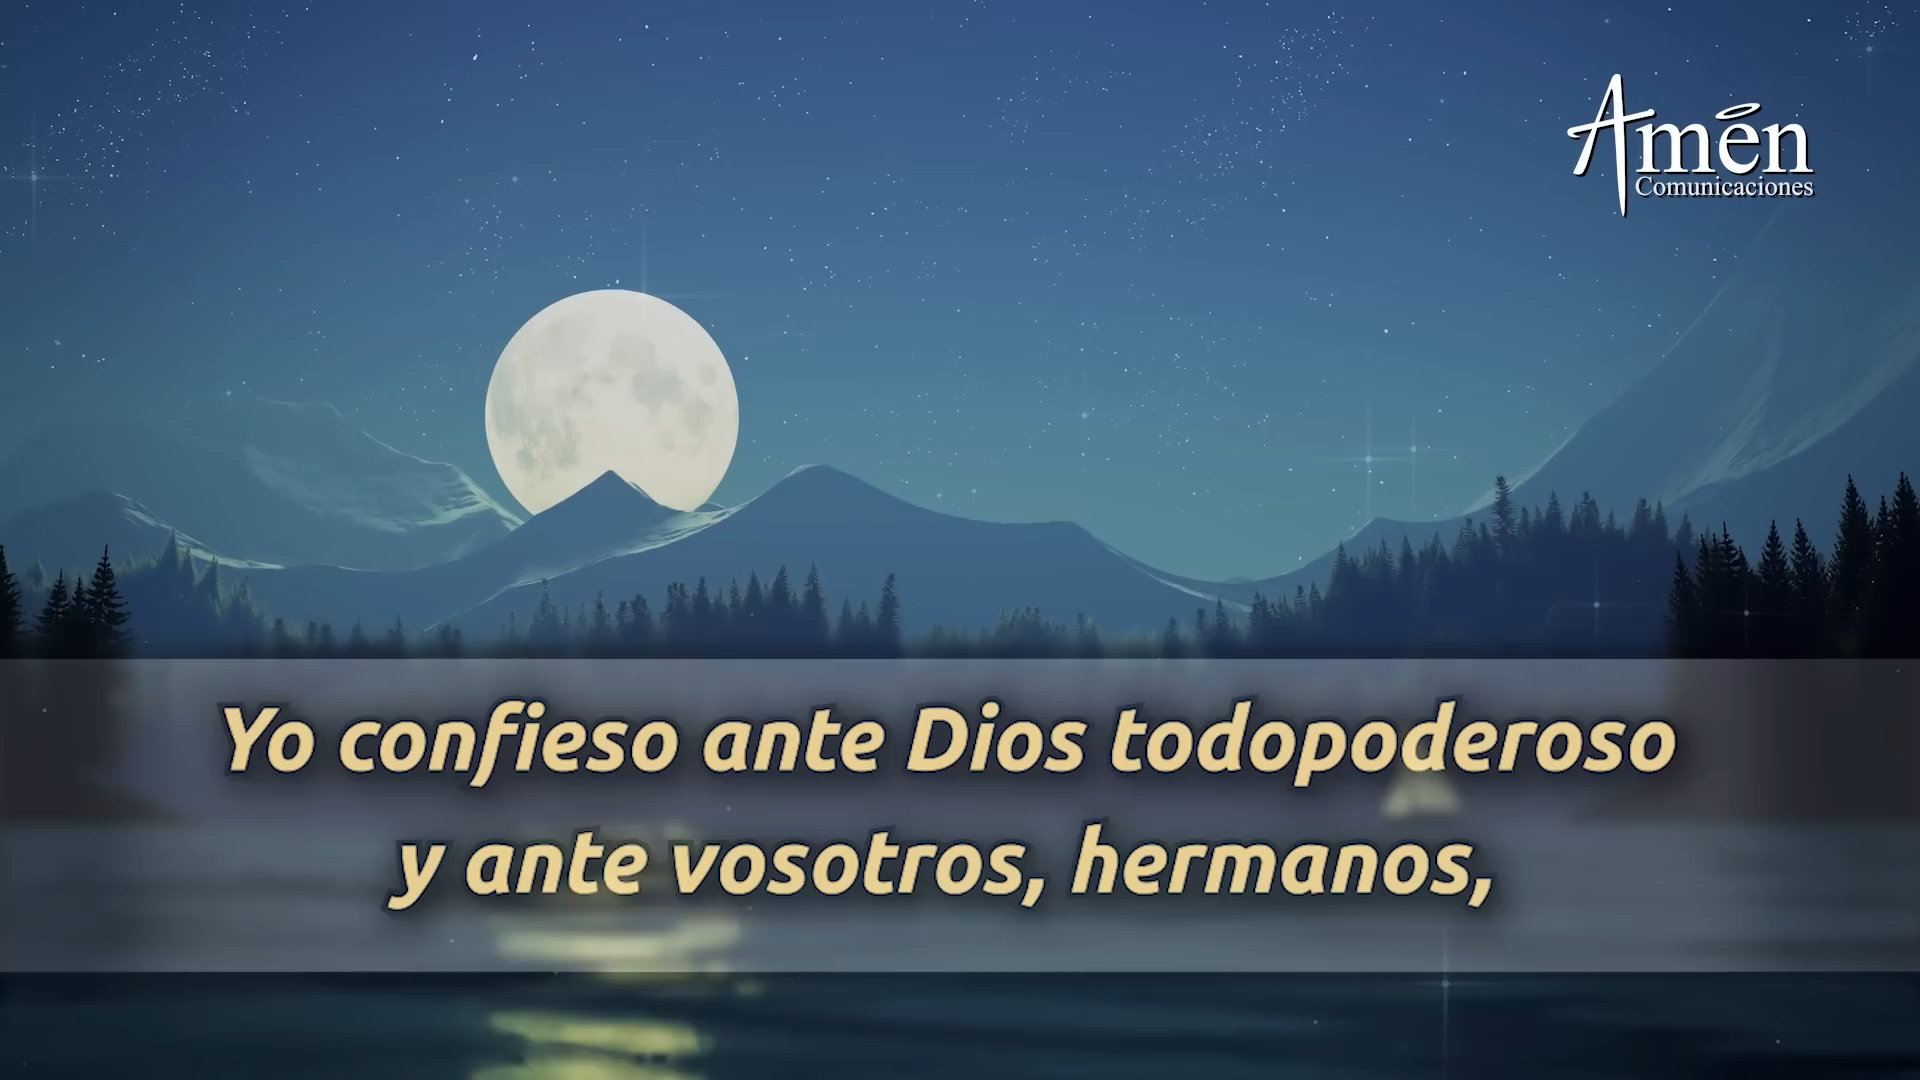 Amén
Comunicaciones
Yo confieso ante Dios todopoderoso
y ante vosotros, hermanos,